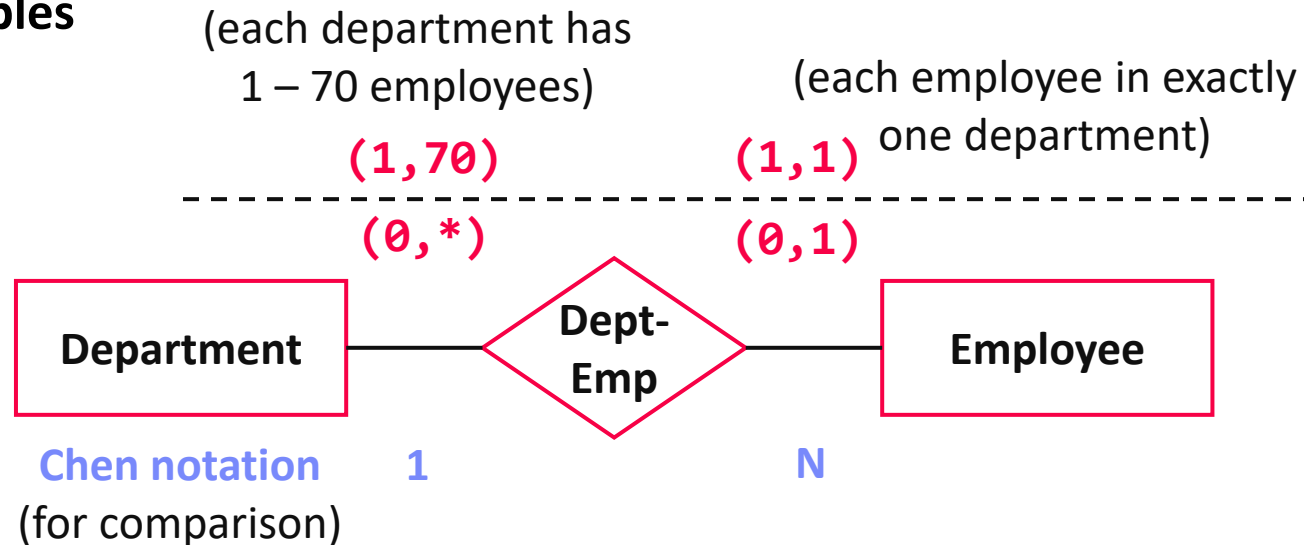 (each department has
1 – 70 employees)
(each employee in exactly
one department)
(1,70)
(1,1)
(0,*)
(0,1)
Department
Dept-
Emp
Employee
Chen notation
1
N
(for comparison)